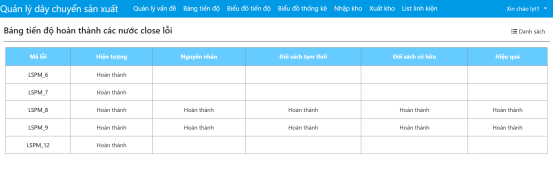 Quản lý dây chuyền sản xuất Quản lý vấn đề Bảng tiến độ Biểu đồ tiến độ Biểu đồ thống kê Nhập kho Xuất kho List linh kiện Xin chào lyt1
Bảng tiến độ hoàn thành các nước close lỗi Danh sách
Mã lỗi Hiện tượng Nguyên nhân Đối sách tạm thời Đối sách cố hữu Hiệu quả
LSPM_6 Hoàn thành
LSPM_7 Hoàn thành
LSPM_8 Hoàn thành Hoàn thành Hoàn thành Hoàn thành Hoàn thành
LSPM_9 Hoàn thành Hoàn thành Hoàn thành Hoàn thành Hoàn thành
LSPM_12 Hoàn thành